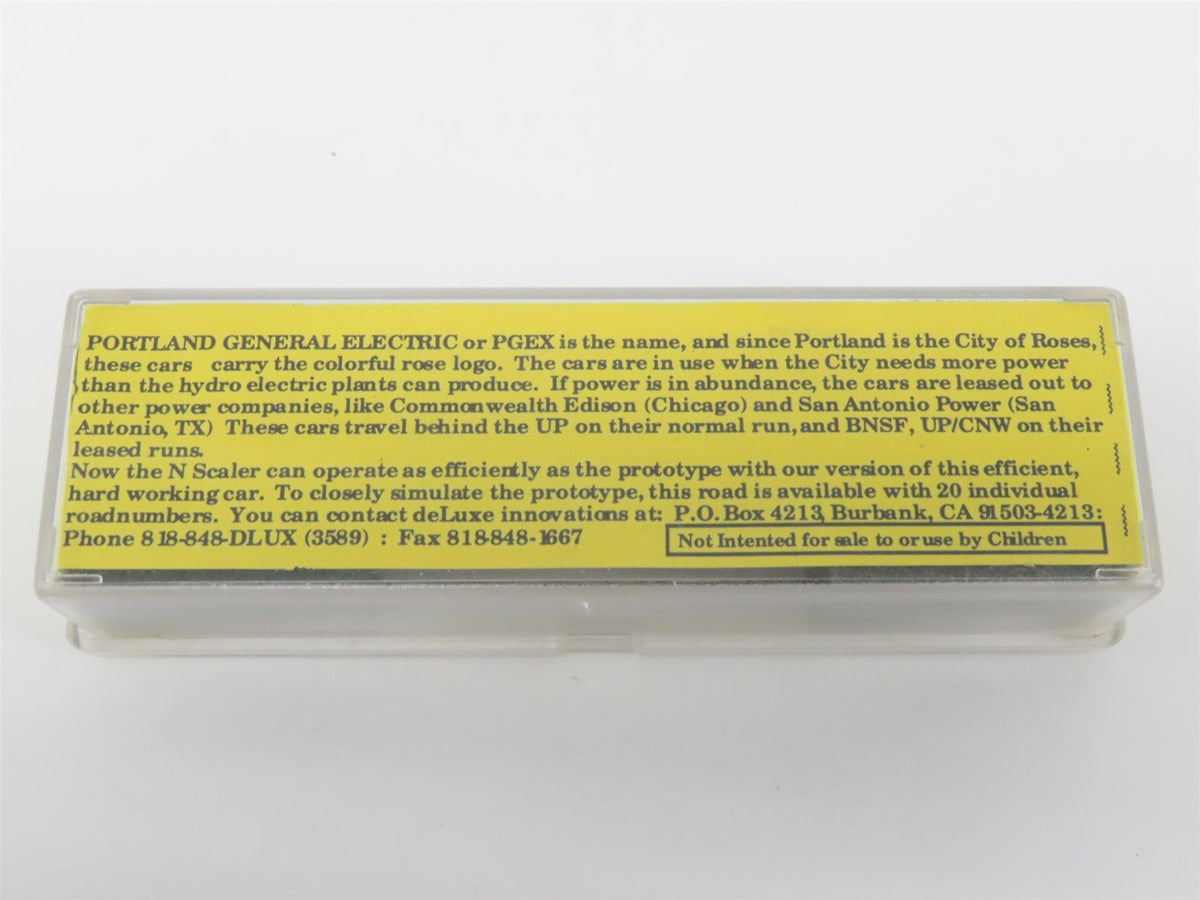 PORTLAND GENERAL ELECTRIC or PGEX is the name, and since Portland is the City of Roses,
these cars carry the colorful rose logo. The cars are in use when the City needs more power
than the hydro electric plants can produce. If power is in abundance, the cars are leased out to
other power companies, like Commonwealth Edison (Chicago) and San Antonio Power (San
Antonio, TX) These cars travel behind the UP on their normal run, and BNSF, UP/CNW on their
leased runs.
Now the N Scaler can operate as efficiently as the prototype with our version of this efficient,
hard working car. To closely simulate the prototype, this road is available with 20 individual
roadnumbers. You can contact deLuxe innovations at: P.O. Box 4213, Burbank, CA 91503-4213:
Phone 818-848-DLUX (3589) : Fax 818-848-1667
Not Intented for sale to or use by Children